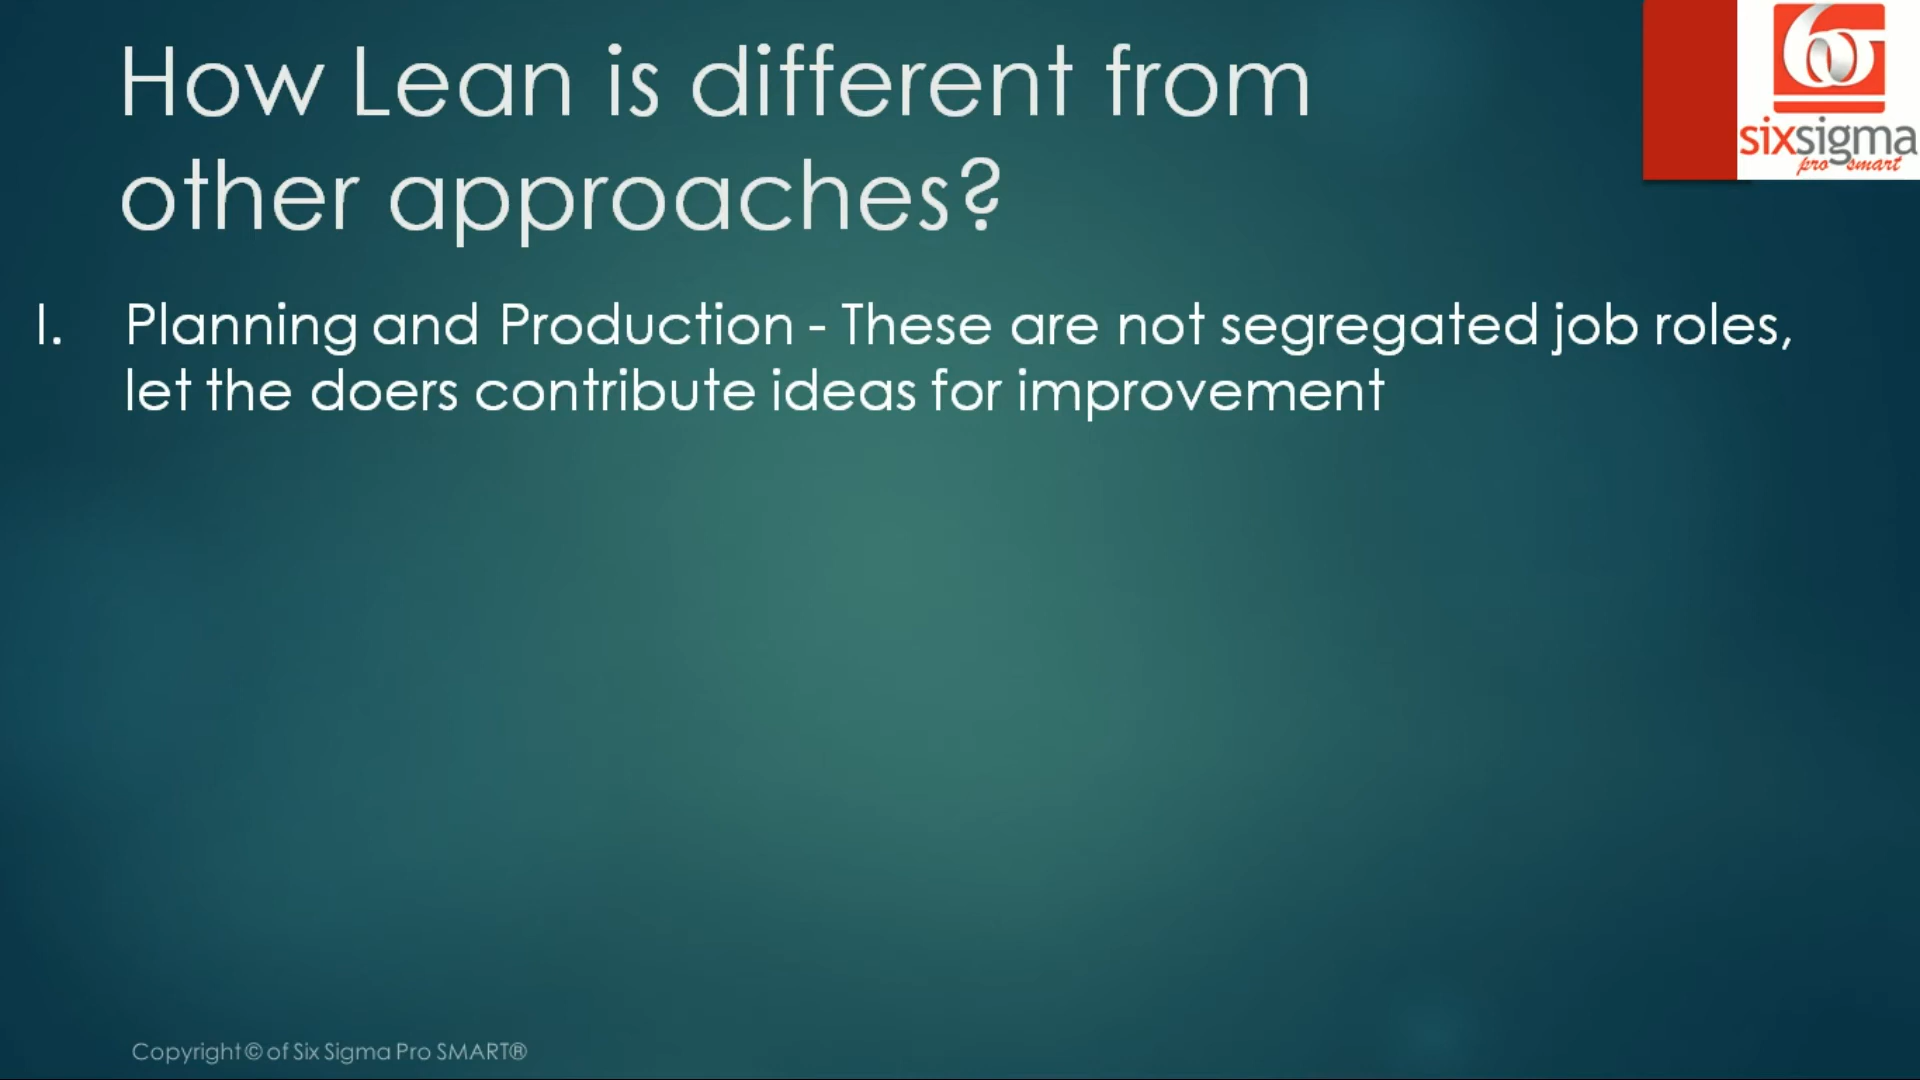 How Lean is different from
other approaches?
sixsigma
pro smart
I. Planning and Production - These are not segregated job roles,
let the doers contribute ideas for improvement
Copyright © of Six Sigma Pro SMART®